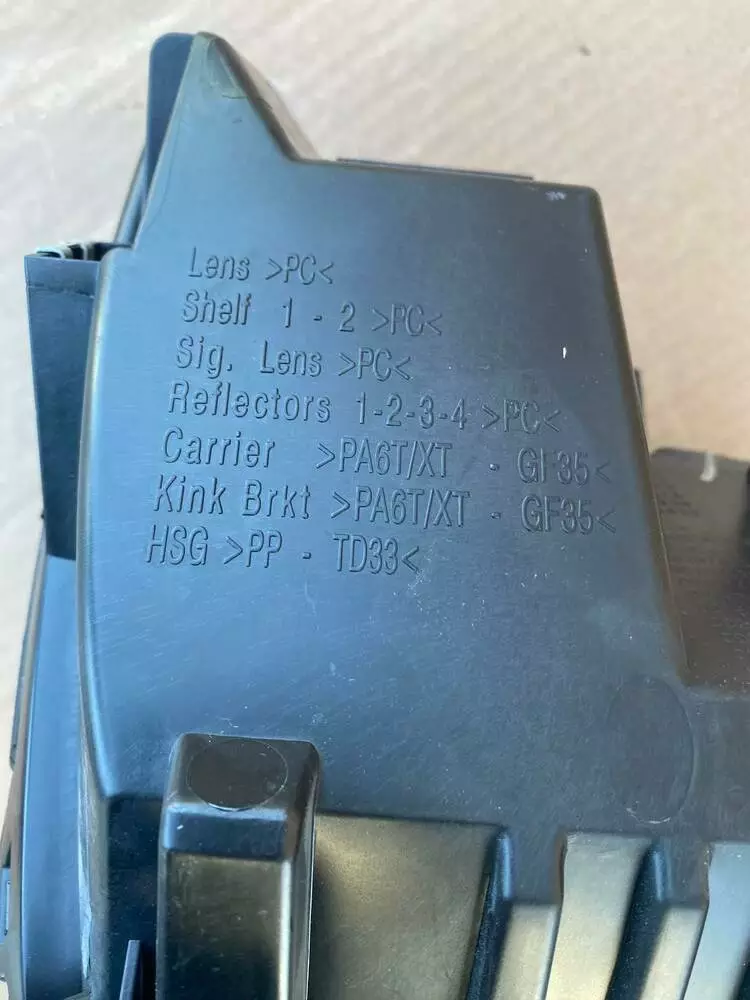 Lens >PC<
Shelf 1 - 2 >PC<
Sig. Lens >PC<
Reflectors 1-2-3-4 >PC<
Carrier >PA6T/XT - GF35<
Kink Brkt >PA6T/XT - GF35<
HSG >PP - TD33<